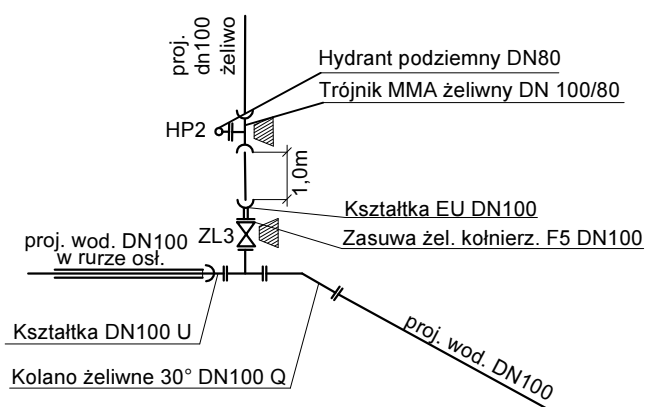 proj.
dn100
żeliwo
Hydrant podziemny DN80
Trójnik MMA żeliwny DN 100/80
HP2
1,0m
Kształtka EU DN100
ZL3
Zasuwa żel. kołnierz. F5 DN100
proj. wod. DN100
w rurze osł.
Kształtka DN100 U
Kolano żeliwne 30° DN100 Q
proj. wod. DN100